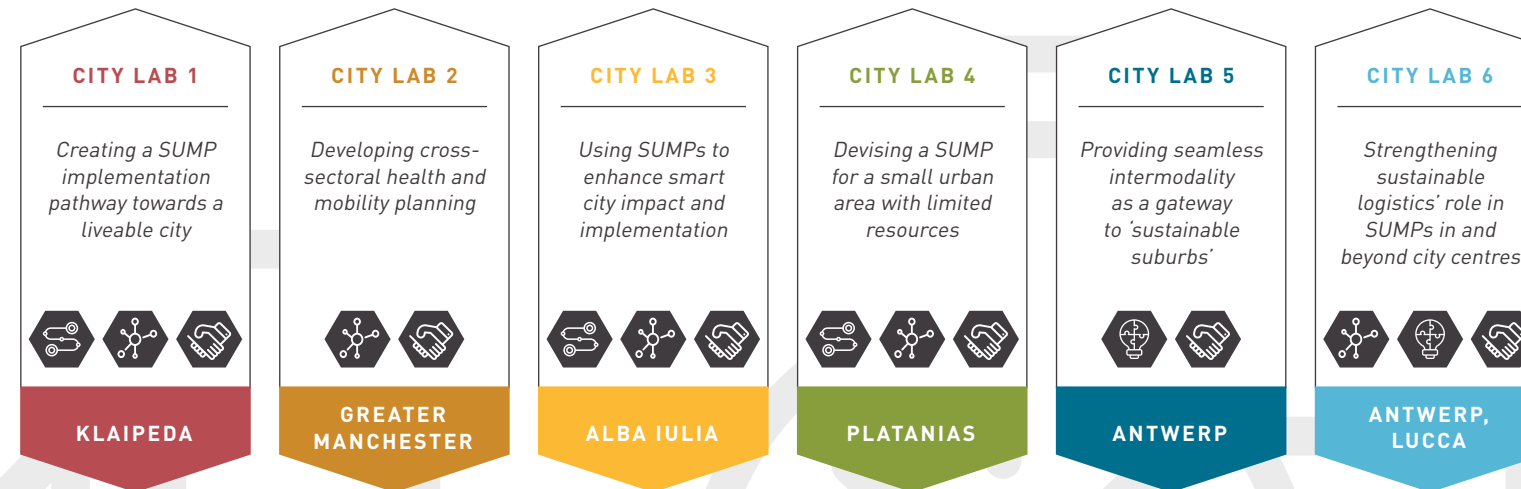 CITY LAB 1
Creating a SUMP
implementation
pathway towards a
liveable city
KLAIPEDA
CITY LAB 2
Developing cross-
sectoral health and
mobility planning
GREATER
MANCHESTER
CITY LAB 3
Using SUMPs to
enhance smart
city impact and
implementation
ALBA IULIA
CITY LAB 4
Devising a SUMP
for a small urban
area with limited
resources
PLATANIAS
CITY LAB 5
Providing seamless
intermodality
as a gateway
to ‘sustainable
suburbs’
ANTWERP
CITY LAB 6
Strengthening
sustainable
logistics’ role in
SUMPs in and
beyond city centres
ANTWERP,
LUCCA